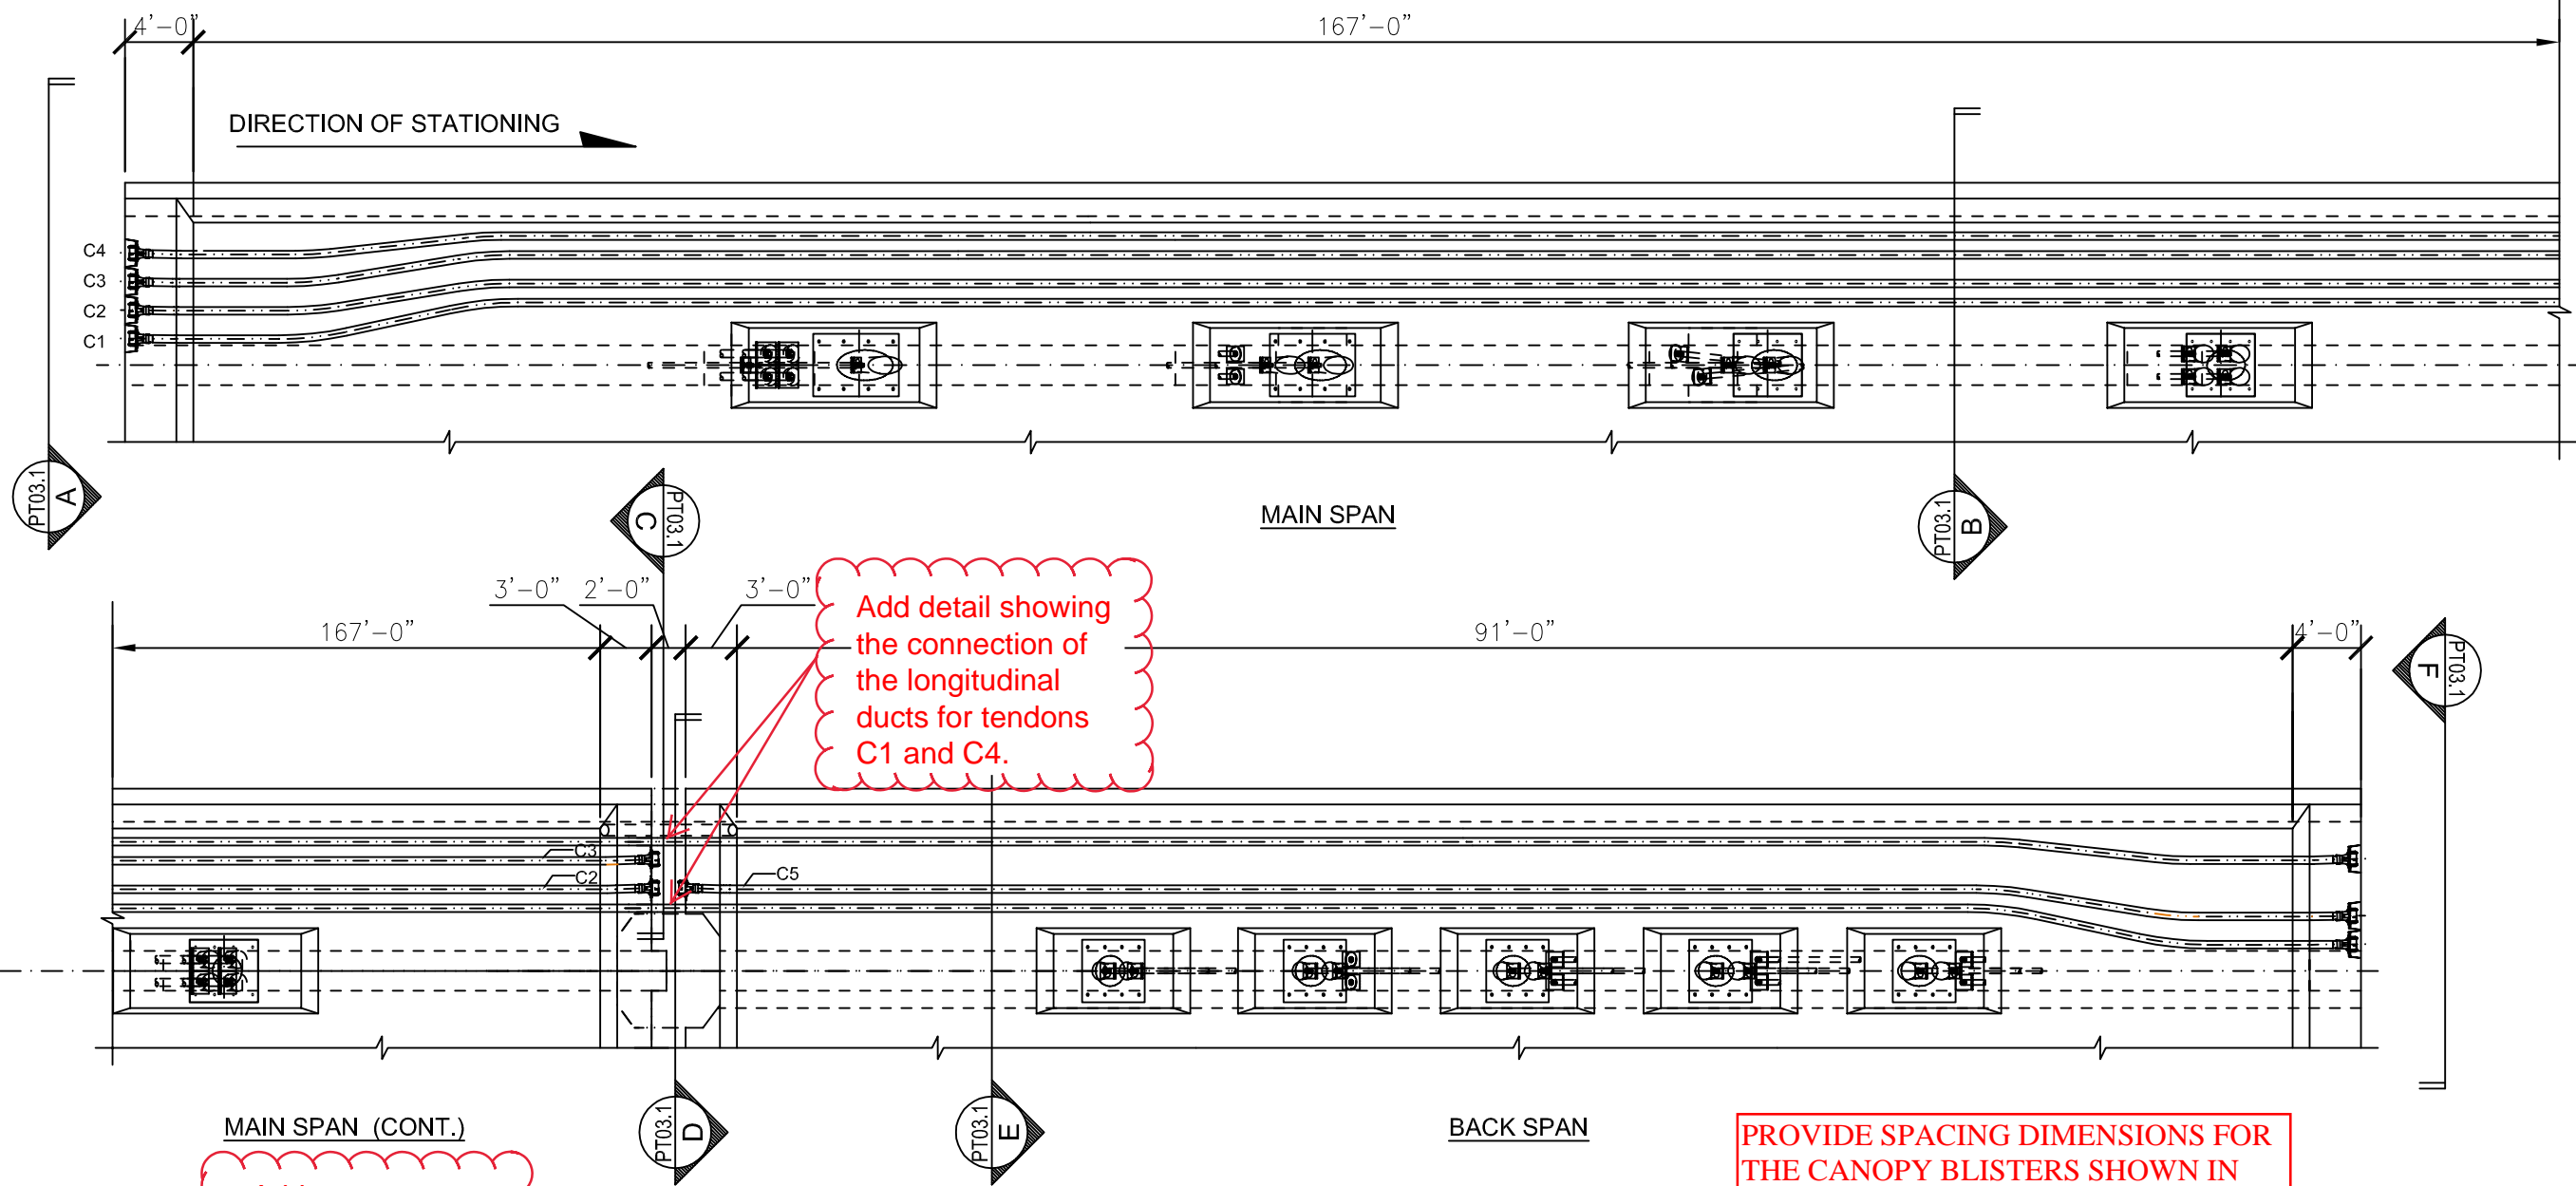 4'-0"
167'-0"
DIRECTION OF STATIONING
C4
C3
C2
C1
PT03.1
A
C
PT03.1
MAIN SPAN
PT03.1
B
3'-0"
2'-0"
3'-0"
Add detail showing
the connection of
the longitudinal
ducts for tendons
C1 and C4.
167'-0"
91'-0"
4'-0"
F
PT03.1
C3
C2
C5
MAIN SPAN (CONT.)
PT03.1
D
PT03.1
E
BACK SPAN
PROVIDE SPACING DIMENSIONS FOR
THE CANOPY BLISTERS SHOWN IN